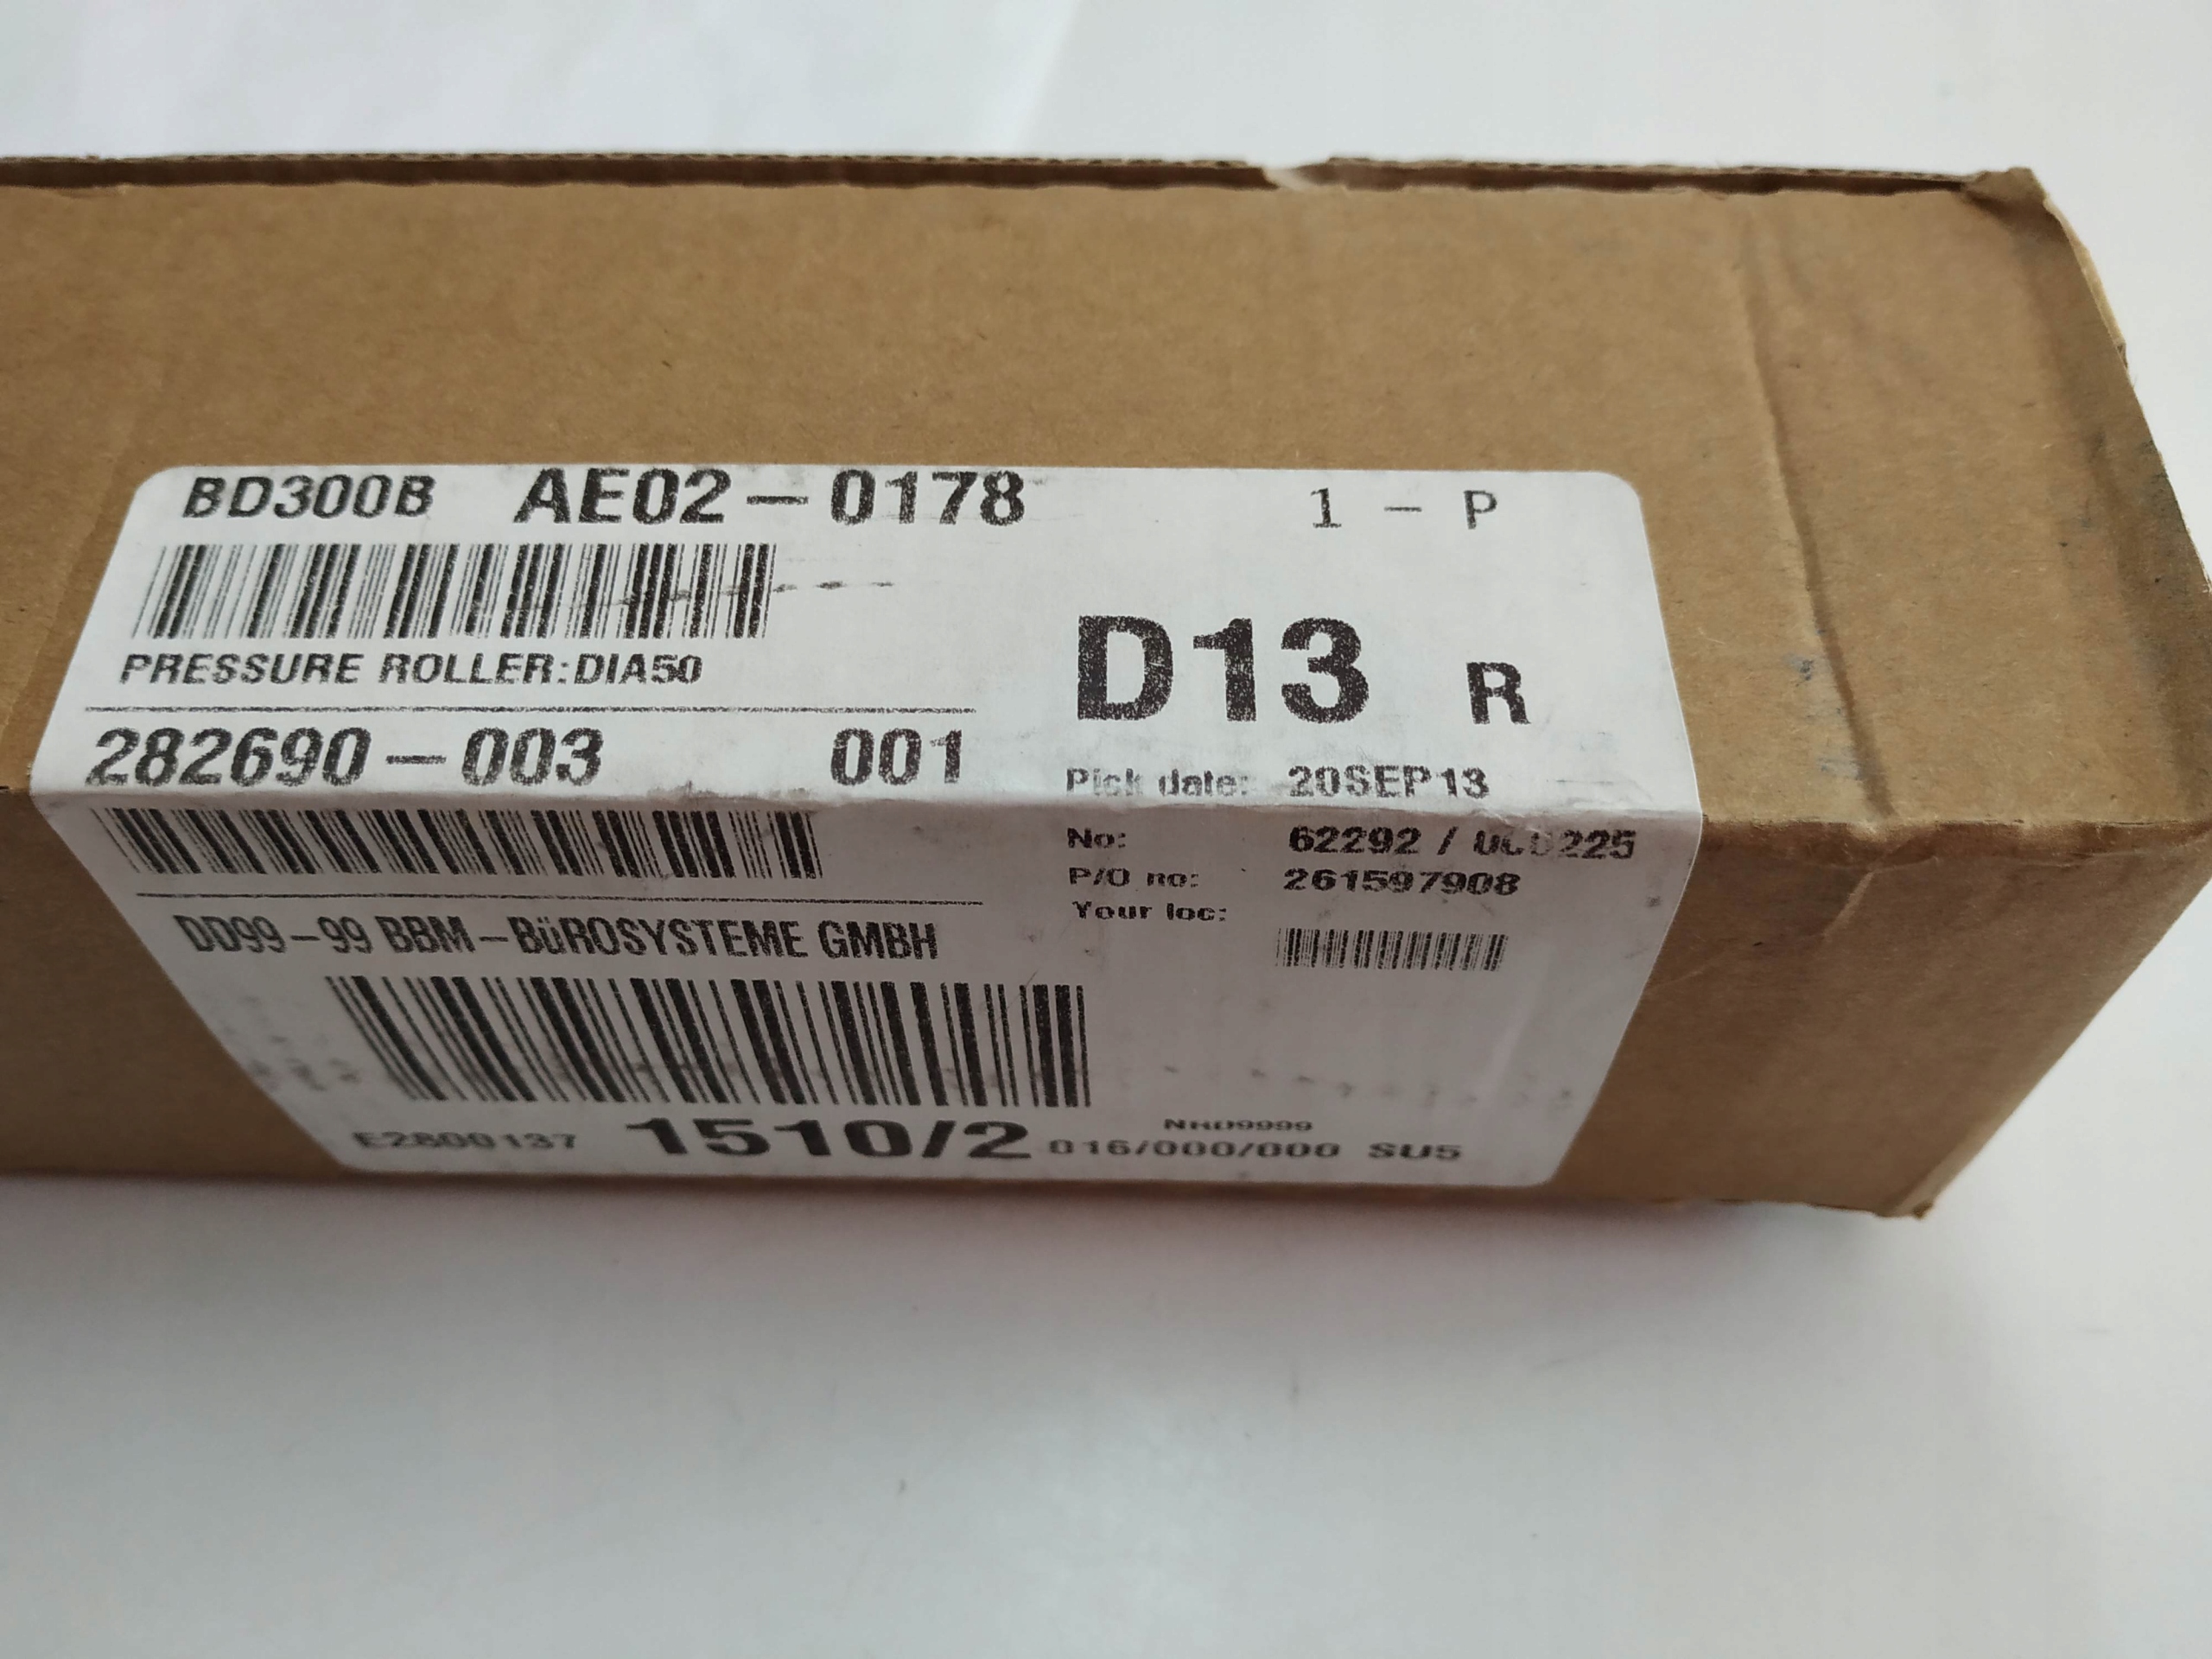 BD300B AE02-0178 1 - P
PRESSURE ROLLER:DIA50
D13 R
282690-003 001
Pick date: 20SEP13
No: 62292 /
P/O no: 261597908
Your loc:
DD99-99 BBM-BüROSYSTEME GMBH
NRD9999
E2800137 1510/2 016/000/000 SU5